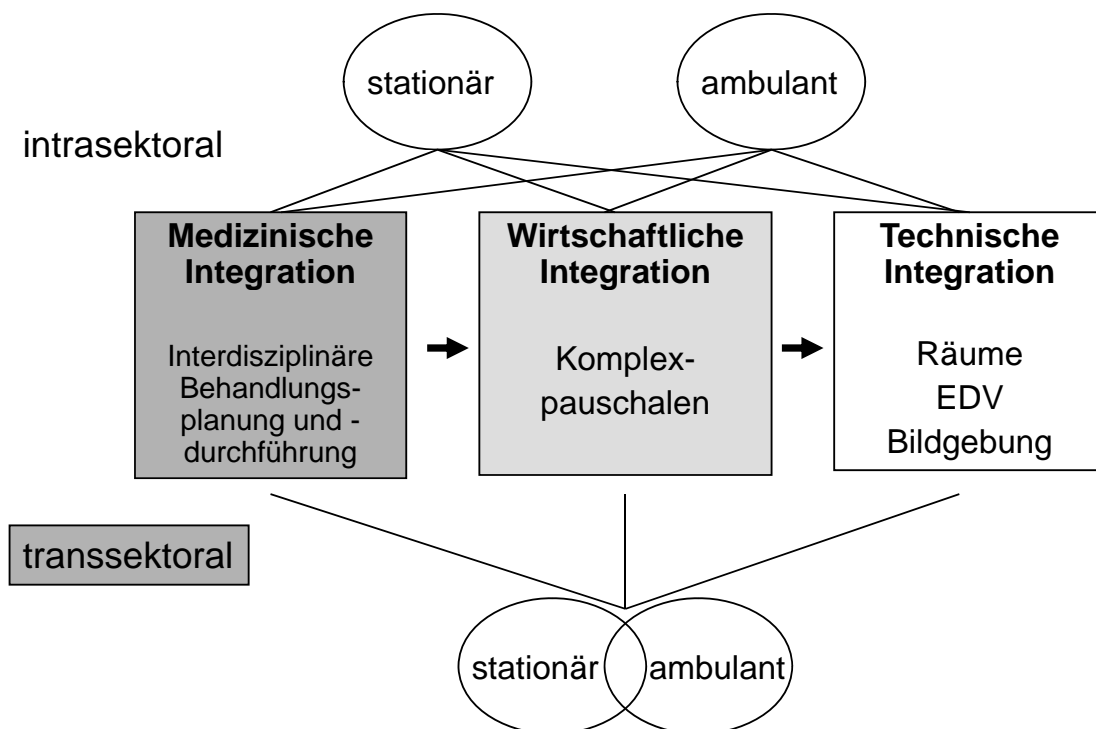 stationär
ambulant
intrasektoral
Medizinische
Integration
Interdisziplinäre
Behandlungs-
planung und -
durchführung
Wirtschaftliche
Integration
Komplex-
pauschalen
Technische
Integration
Räume
EDV
Bildgebung
transsektoral
stationär
ambulant